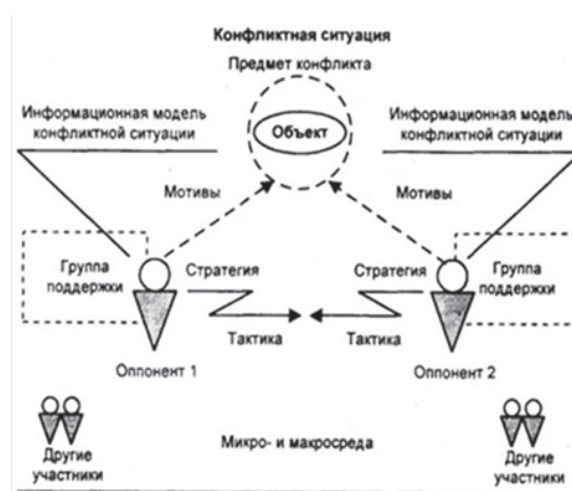 Конфликтная ситуация
Предмет конфликта
Информационная модель
конфликтной ситуации
Объект
Информационная модель
конфликтной ситуации
Мотивы
Мотивы
Группа
поддержки
Стратегия
Стратегия
Группа
поддержки
Тактика
Тактика
Оппонент 1
Оппонент 2
Другие
участники
Микро- и макросреда
Другие
участники